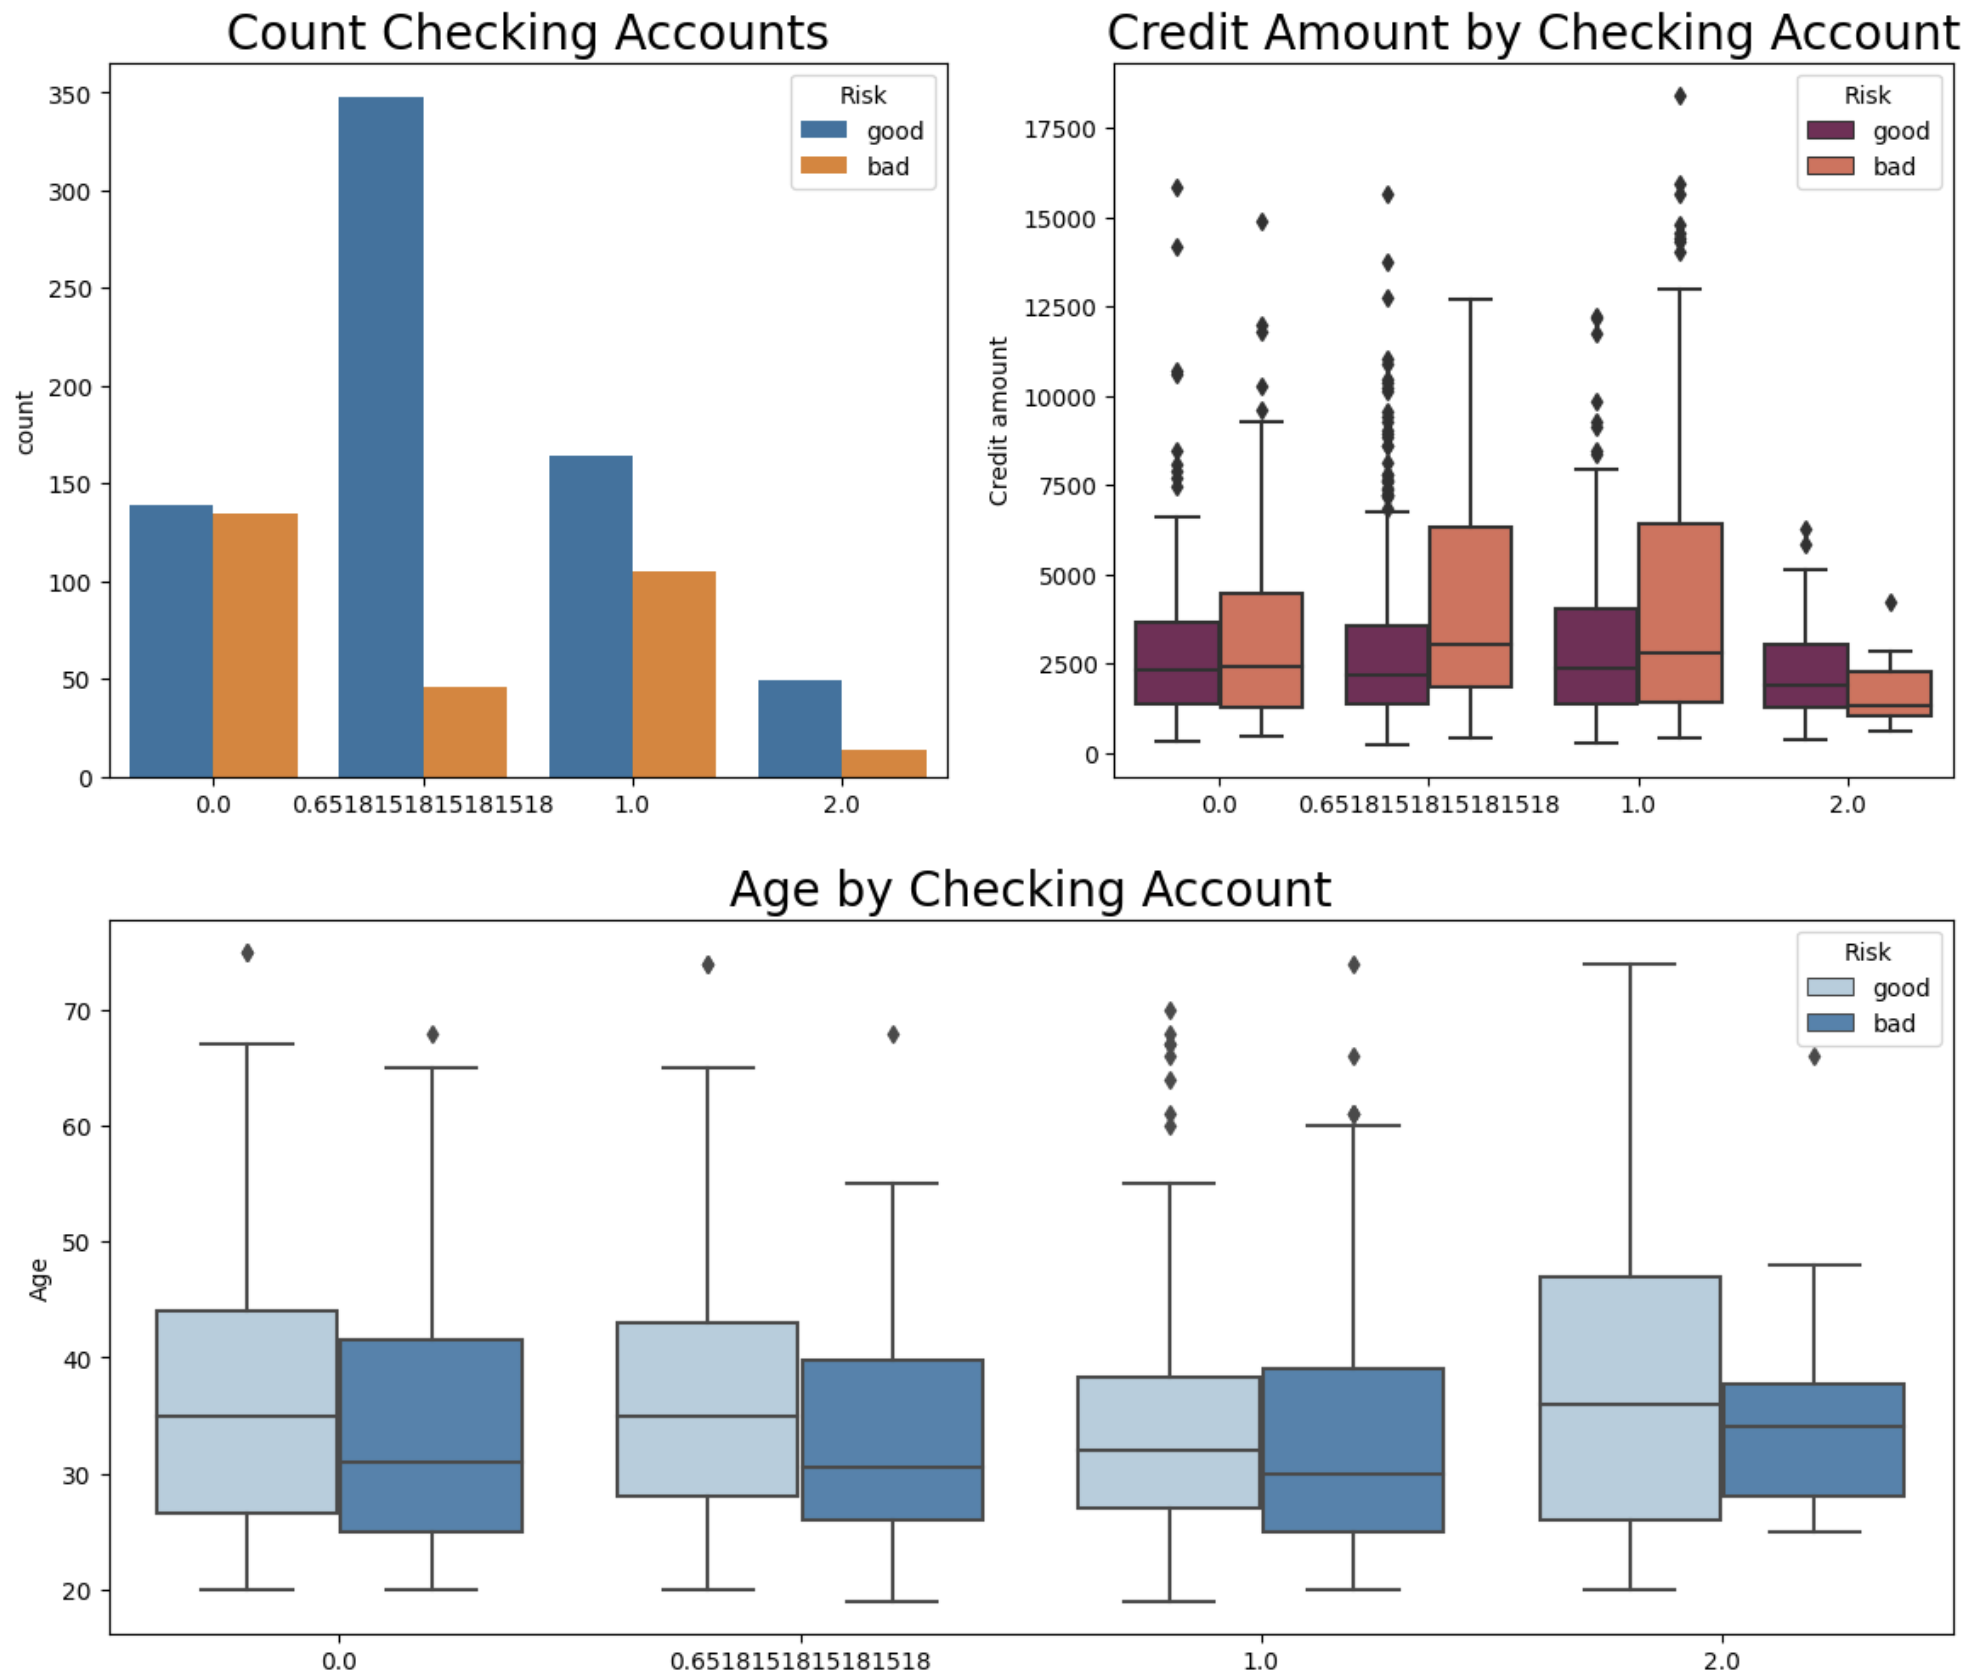 Count Checking Accounts
350
300
250
200
150
100
50
0
count
Risk
good
bad
0.0
0.6518151815181518
1.0
2.0
Credit Amount by Checking Account
17500
15000
12500
10000
7500
5000
2500
0
Credit amount
Risk
good
bad
0.0
0.6518151815181518
1.0
2.0
Age by Checking Account
70
60
50
40
30
20
Age
Risk
good
bad
0.0
0.6518151815181518
1.0
2.0